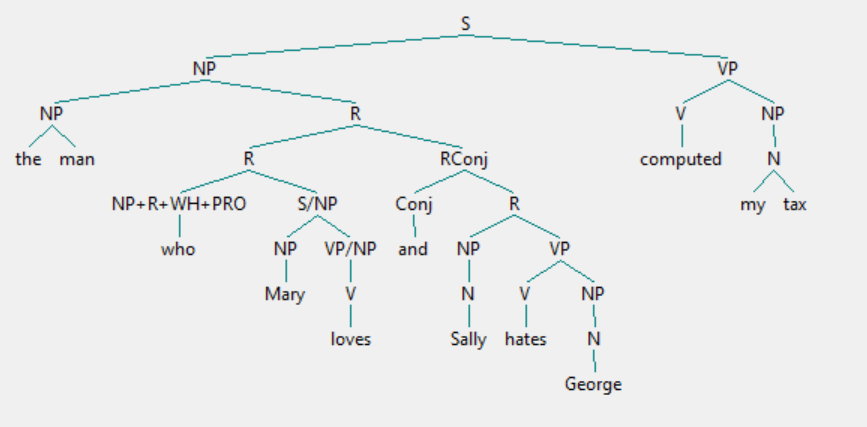 S
NP VP
NP R V NP
the man R RConj computed N
NP+R+WH+PRO S/NP Conj R my tax
who NP VP/NP and NP VP
Mary V N V NP
loves Sally hates N
George